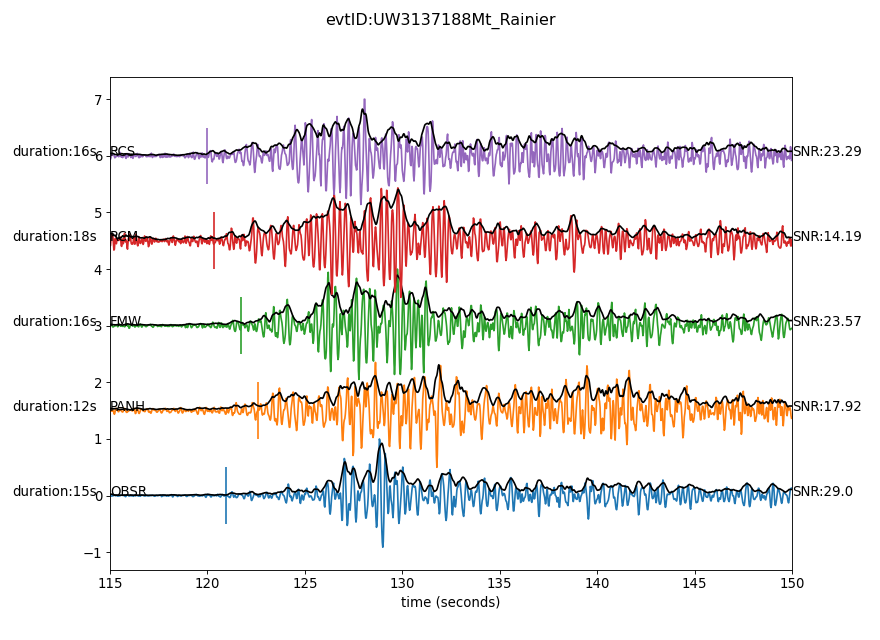 evtID:UW3137188Mt_Rainier
7
duration:16s RCS SNR:23.29
6
5
duration:18s RCM SNR:14.19
4
duration:16s FMW SNR:23.57
3
2
duration:12s PANH SNR:17.92
1
duration:15s OBSR SNR:29.0
0
−1
115 120 125 130 135 140 145 150
time (seconds)